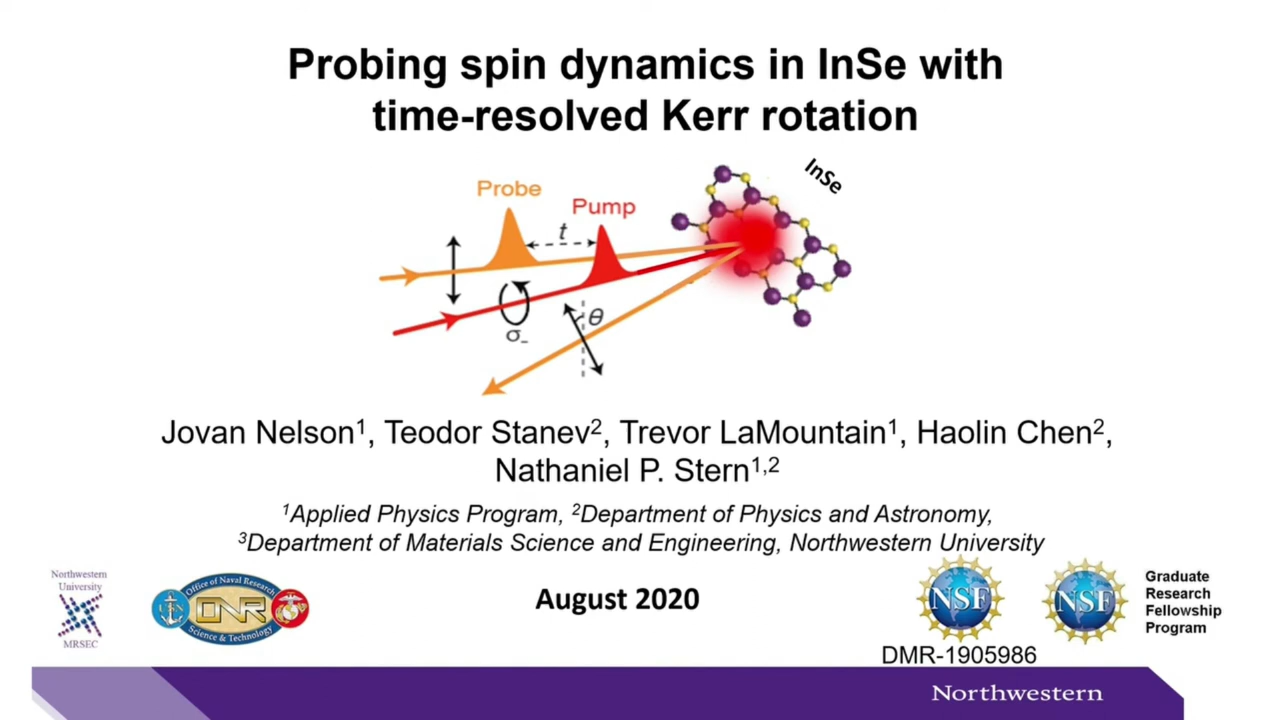 Probing spin dynamics in InSe with
time-resolved Kerr rotation
InSe
Probe
Pump
t
θ
σ₋
Jovan Nelson¹, Teodor Stanev², Trevor LaMountain¹, Haolin Chen²,
Nathaniel P. Stern¹,²
¹Applied Physics Program, ²Department of Physics and Astronomy,
³Department of Materials Science and Engineering, Northwestern University
Northwestern
University
MRSEC
Office of Naval Research
USN
ONR
Science & Technology
August 2020
NSF
NSF
Graduate
Research
Fellowship
Program
DMR-1905986
Northwestern